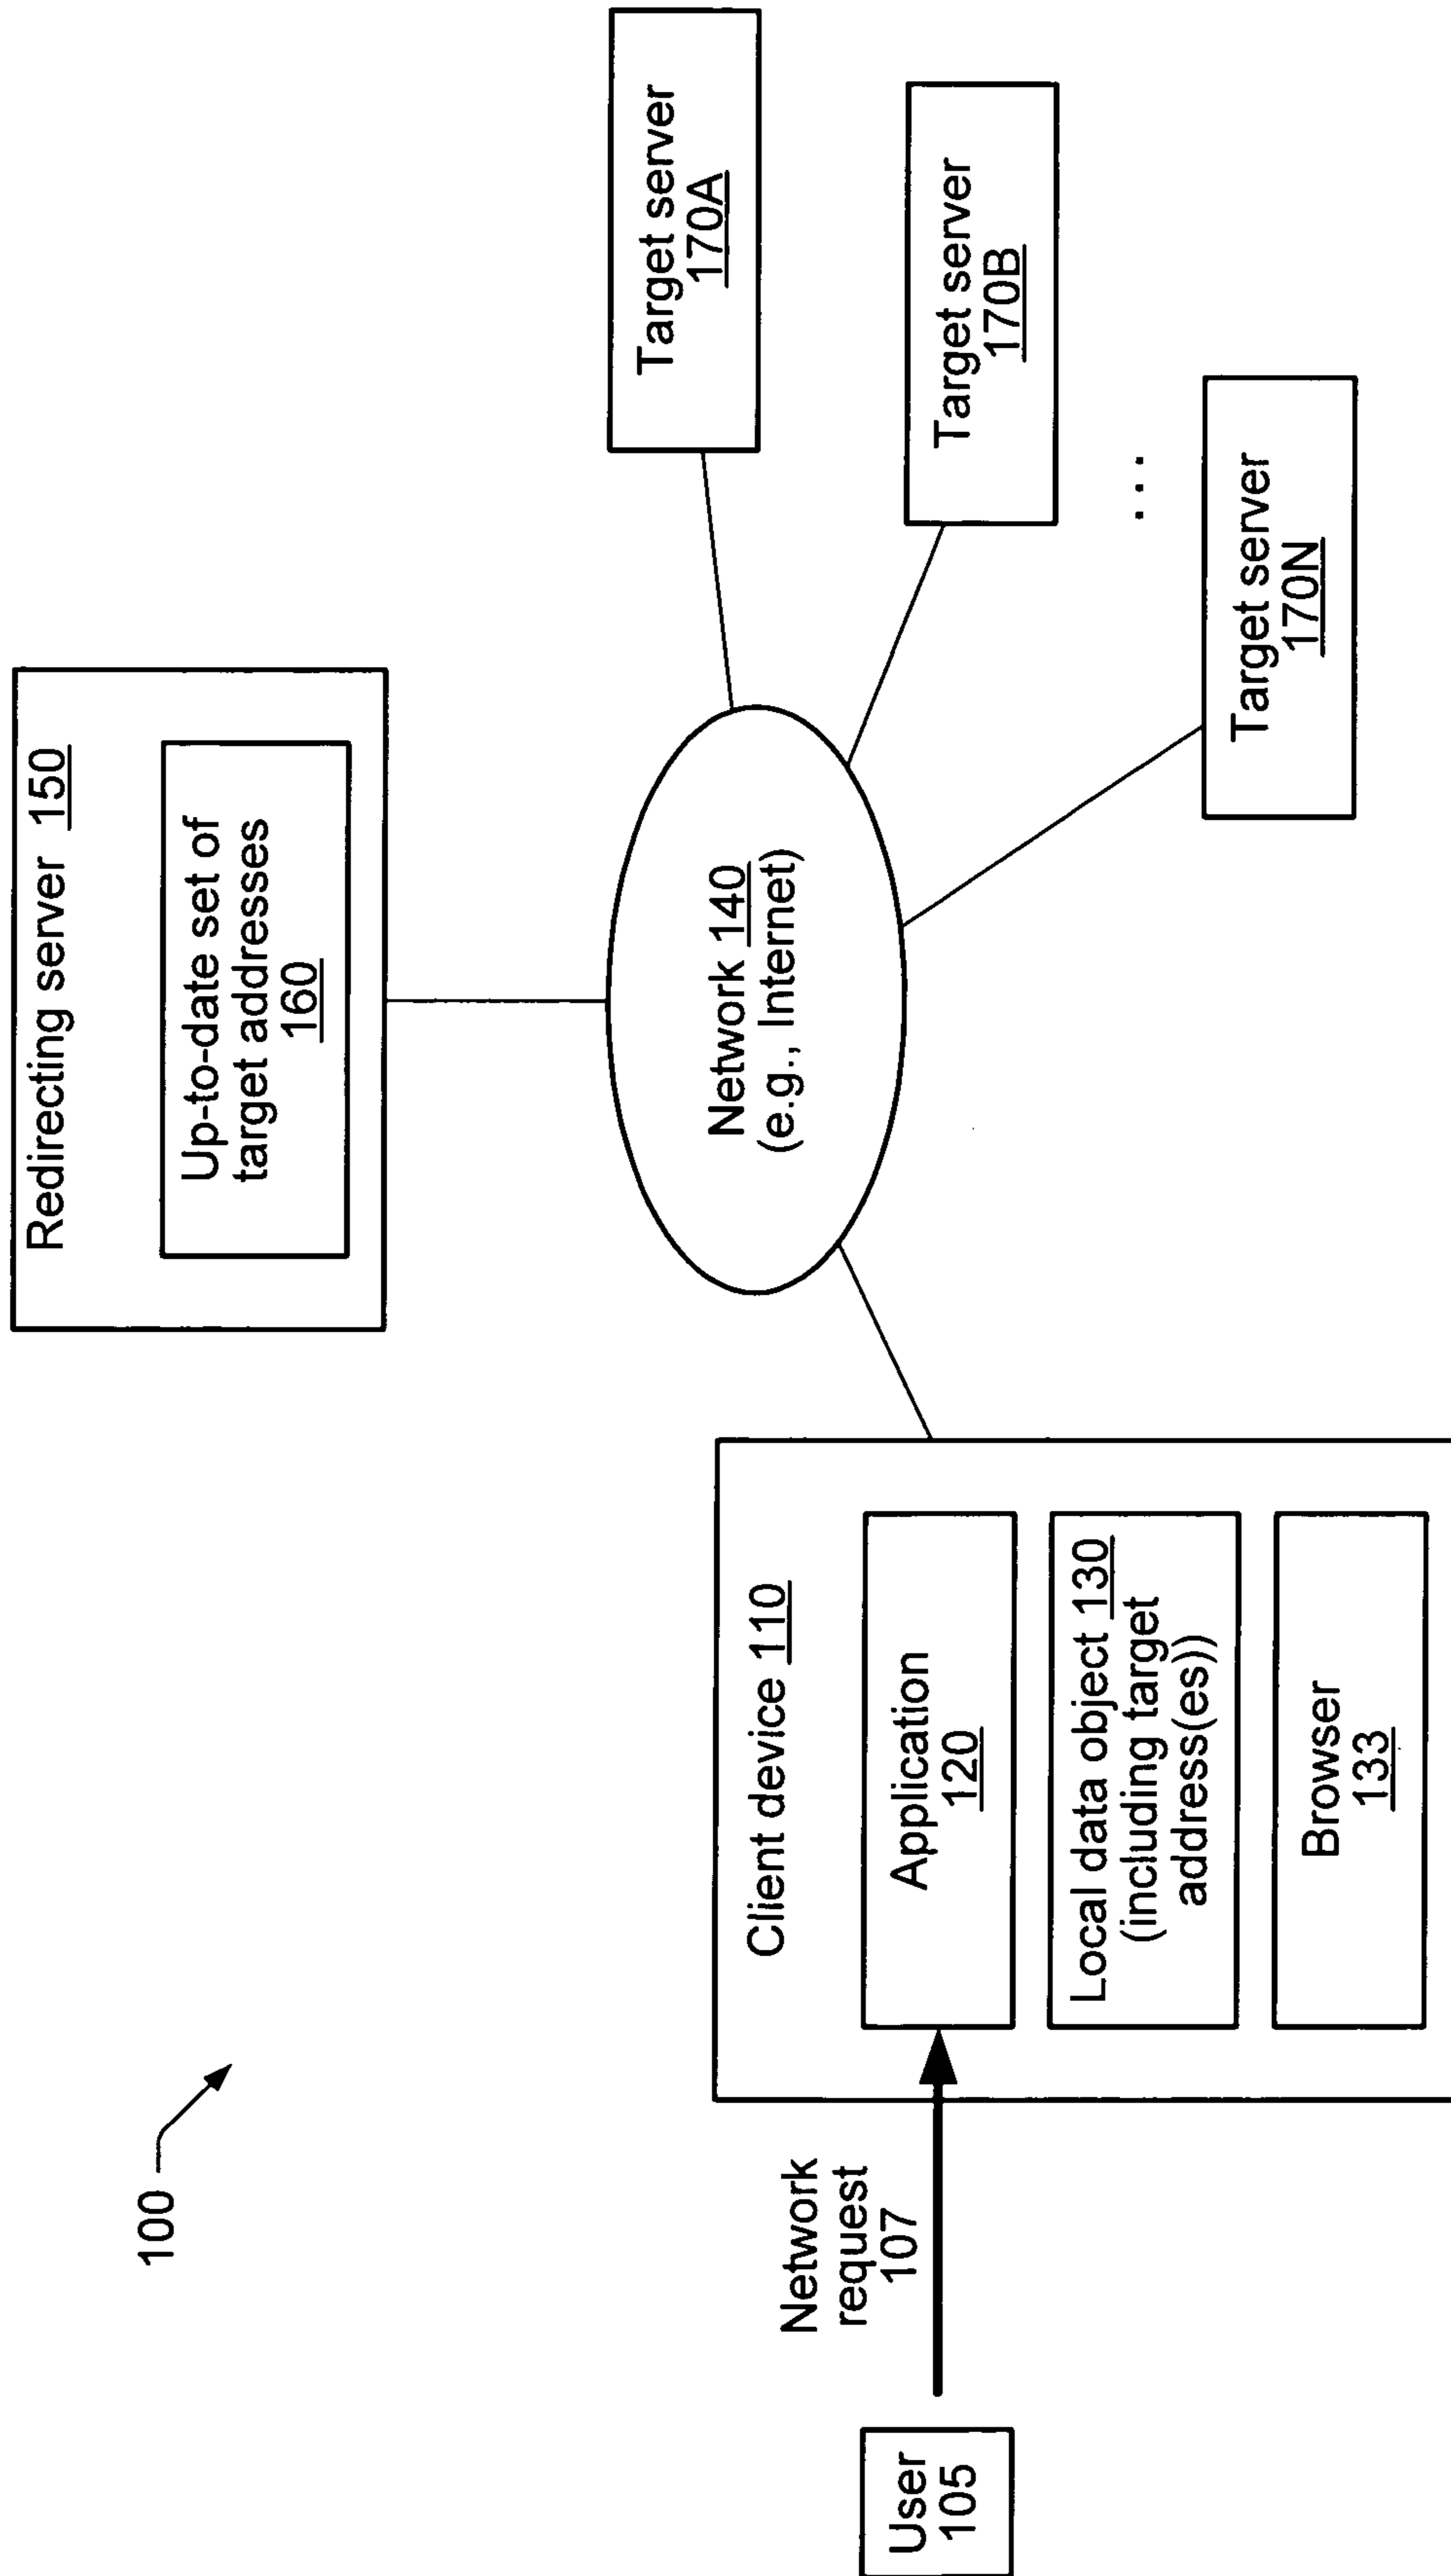 100
Redirecting server 150
Up-to-date set of
target addresses
160
User
105
Network
request
107
Client device 110
Application
120
Local data object 130
(including target
address(es))
Browser
133
Network 140
(e.g., Internet)
Target server
170A
Target server
170B
...
Target server
170N